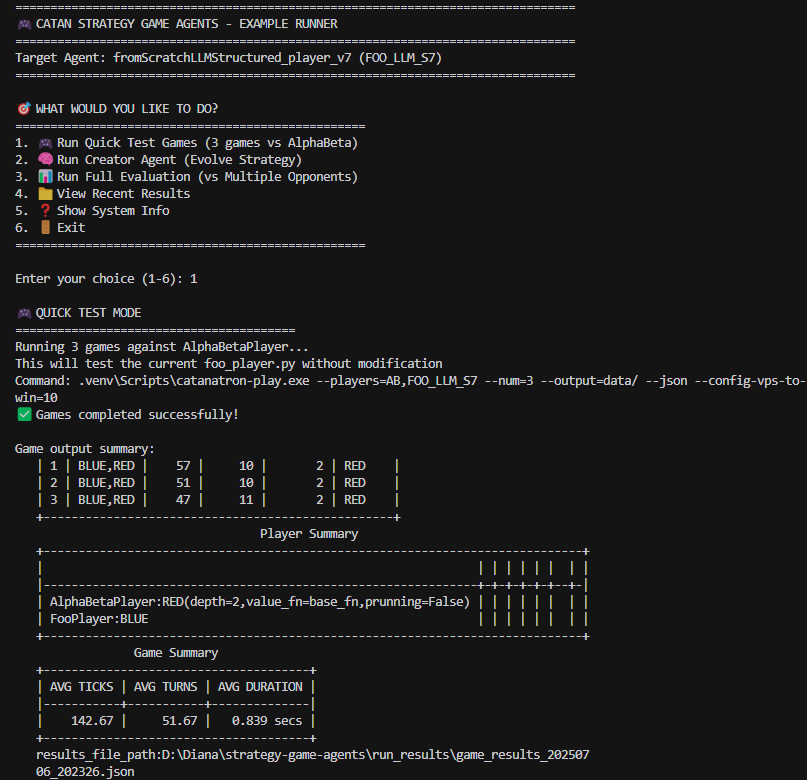 ================================================================
🎮 CATAN STRATEGY GAME AGENTS - EXAMPLE RUNNER
================================================================
Target Agent: fromScratchLLMStructured_player_v7 (FOO_LLM_S7)
================================================================
🎯 WHAT WOULD YOU LIKE TO DO?
==================================================
1. 🎮 Run Quick Test Games (3 games vs AlphaBeta)
2. 🧠 Run Creator Agent (Evolve Strategy)
3. 📊 Run Full Evaluation (vs Multiple Opponents)
4. 📁 View Recent Results
5. ❓ Show System Info
6. 🚪 Exit
==================================================
Enter your choice (1-6): 1
🎮 QUICK TEST MODE
========================================
Running 3 games against AlphaBetaPlayer...
This will test the current foo_player.py without modification
Command: .venv\Scripts\catanatron-play.exe --players=AB,FOO_LLM_S7 --num=3 --output=data/ --json --config-vps-to-
win=10
✅ Games completed successfully!
Game output summary:
| 1 | BLUE,RED |    57 |     10 |       2 | RED    |
| 2 | BLUE,RED |    51 |     10 |       2 | RED    |
| 3 | BLUE,RED |    47 |     11 |       2 | RED    |
+--------------------------------------------------+
Player Summary
+-----------------------------------------------------------------------------+
|                                                              | | | | | |  | |
|--------------------------------------------------------------+-+-+-+-+-+--+-|
| AlphaBetaPlayer:RED(depth=2,value_fn=base_fn,prunning=False) | | | | | |  | |
| FooPlayer:BLUE                                               | | | | | |  | |
+-----------------------------------------------------------------------------+
Game Summary
+--------------------------------------+
| AVG TICKS | AVG TURNS | AVG DURATION |
|-----------+-----------+--------------|
|    142.67 |     51.67 |   0.839 secs |
+--------------------------------------+
results_file_path:D:\Diana\strategy-game-agents\run_results\game_results_202507
06_202326.json